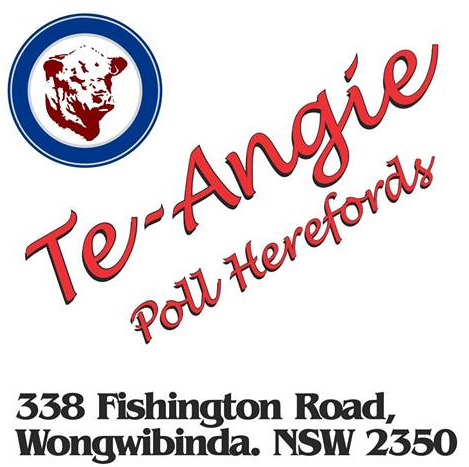 Te-Angie
Poll Herefords
338 Fishington Road,
Wongwibinda. NSW 2350